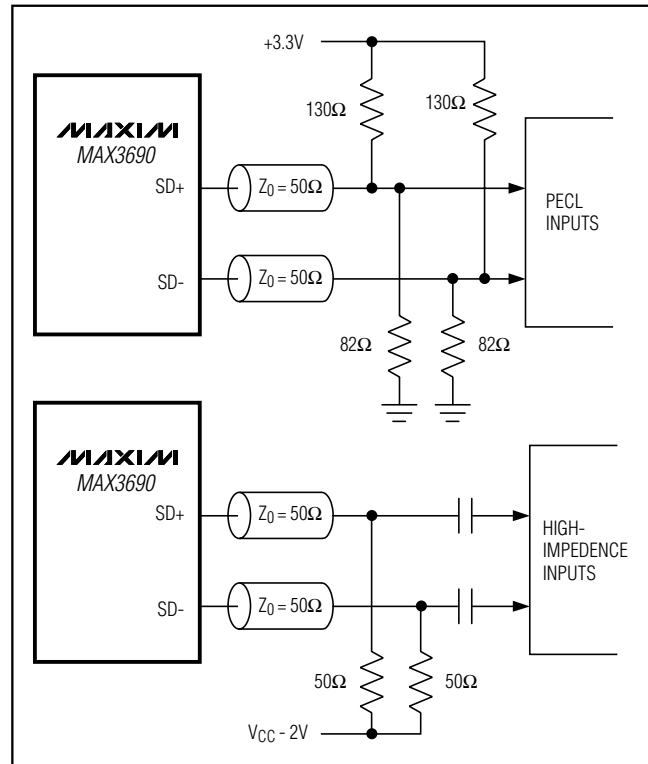 +3.3V
130Ω
130Ω
MAXIM
MAX3690
SD+
Z0 = 50Ω
PECL
INPUTS
SD-
Z0 = 50Ω
82Ω
82Ω
MAXIM
MAX3690
SD+
Z0 = 50Ω
HIGH-
IMPEDENCE
INPUTS
SD-
Z0 = 50Ω
50Ω
50Ω
VCC - 2V